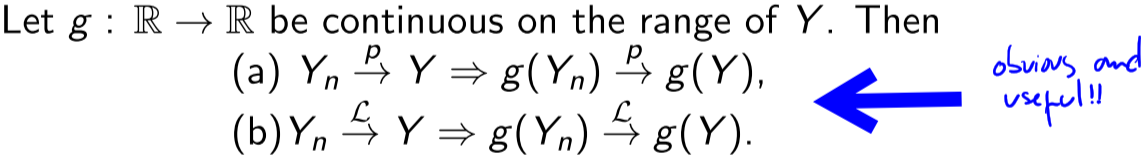 Let g : ℝ → ℝ be continuous on the range of Y. Then
(a) Yₙ →ᵖ Y ⇒ g(Yₙ) →ᵖ g(Y),
(b) Yₙ →ᴸ Y ⇒ g(Yₙ) →ᴸ g(Y).
obvious and
useful!!